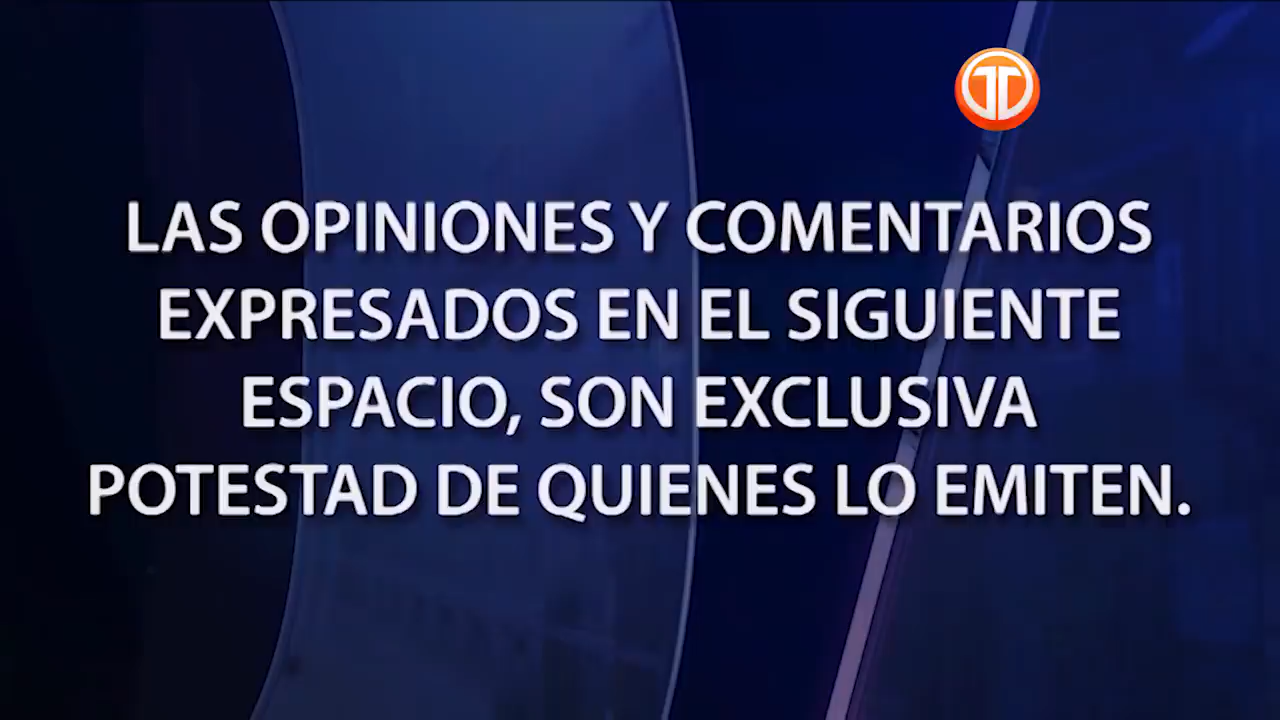 LAS OPINIONES Y COMENTARIOS
EXPRESADOS EN EL SIGUIENTE
ESPACIO, SON EXCLUSIVA
POTESTAD DE QUIENES LO EMITEN.